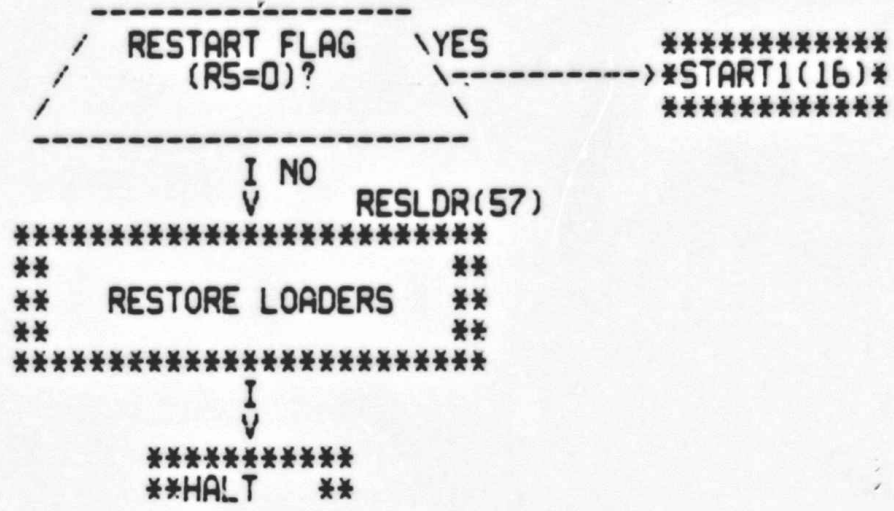 RESTART FLAG YES
(R5=0)? *START1(16)*
I NO
V RESLDR(57)
** RESTORE LOADERS **
I
V
**HALT **